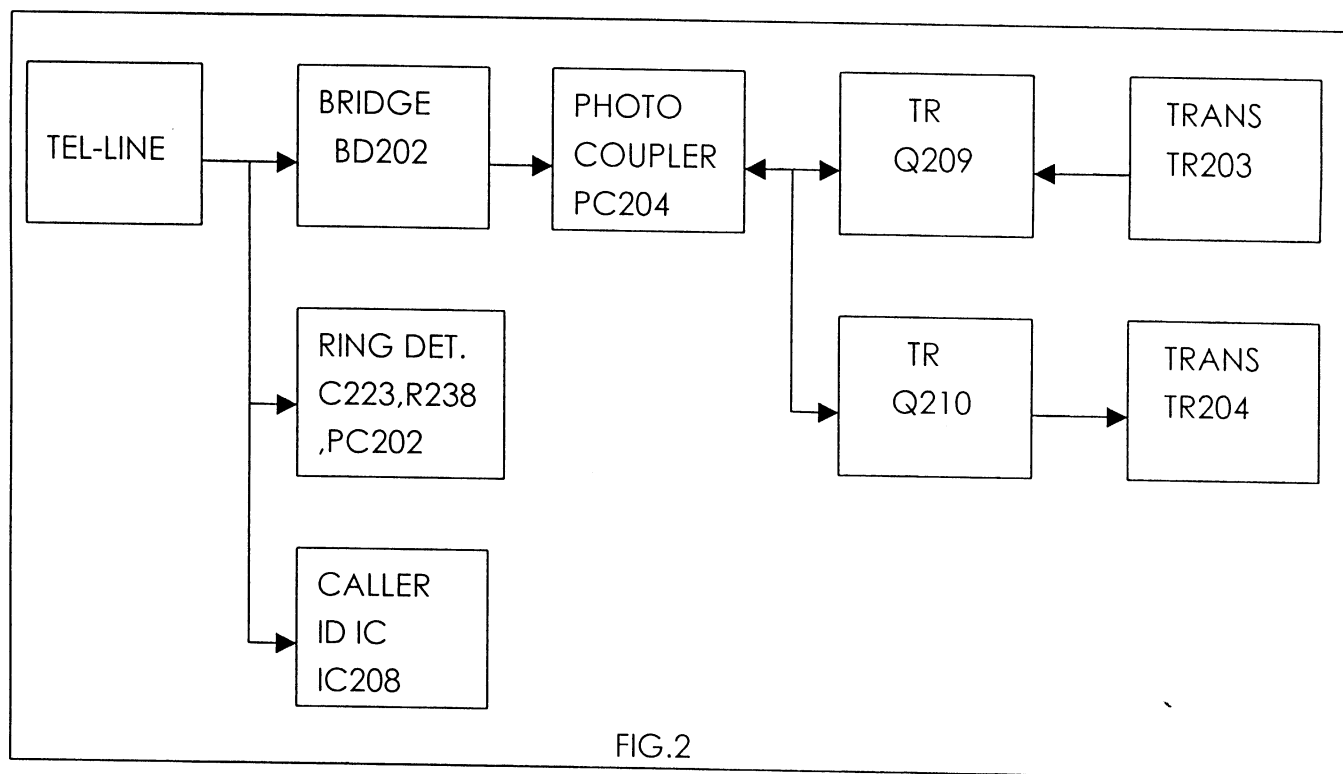 TEL-LINE
BRIDGE
BD202
PHOTO
COUPLER
PC204
TR
Q209
TRANS
TR203
RING DET.
C223,R238
,PC202
TR
Q210
TRANS
TR204
CALLER
ID IC
IC208
FIG.2